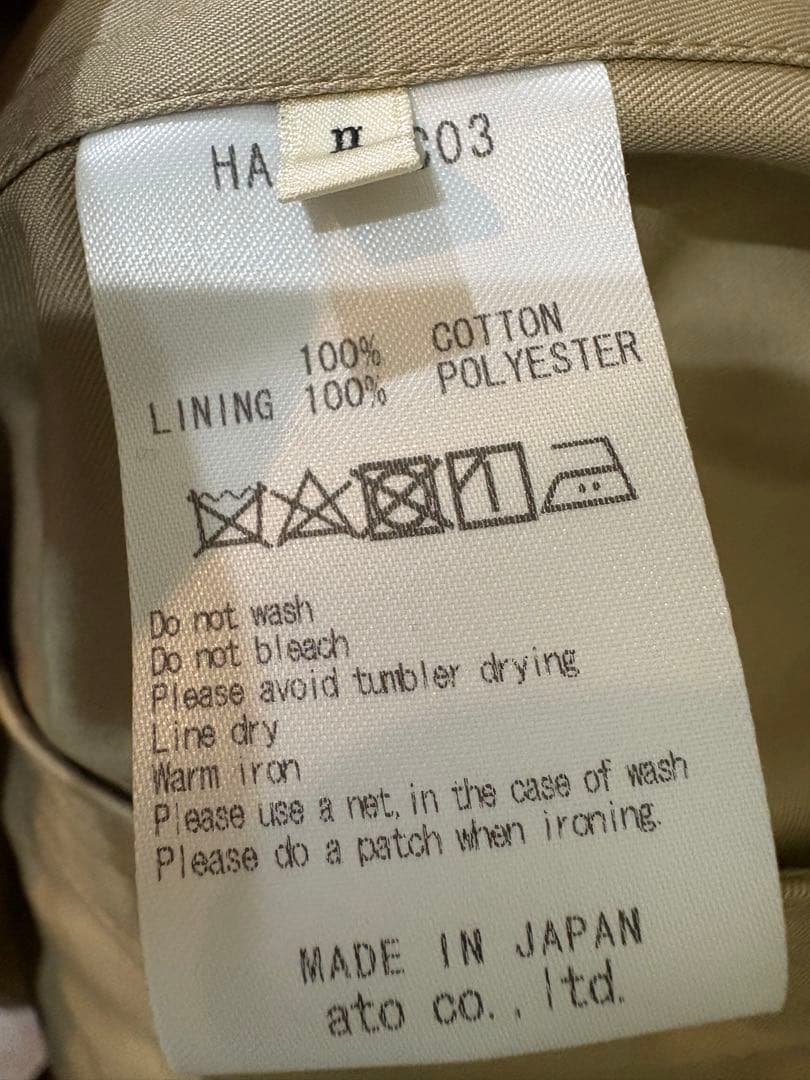 HA
C03
100% COTTON
LINING 100% POLYESTER
Do not wash
Do not bleach
Please avoid tumbler drying
Line dry
Warm iron
Please use a net, in the case of wash
Please do a patch when ironing.
MADE IN JAPAN
ato co., ltd.